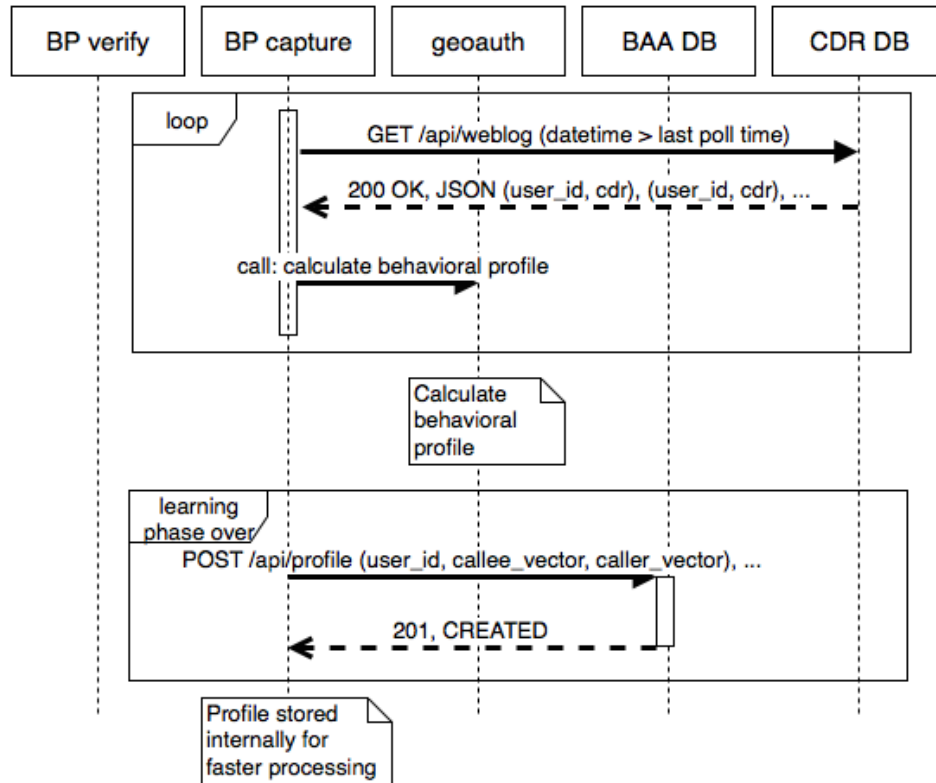 BP verify
BP capture
geoauth
BAA DB
CDR DB
loop
GET /api/weblog (datetime > last poll time)
200 OK, JSON (user_id, cdr), (user_id, cdr), ...
call: calculate behavioral profile
Calculate
behavioral
profile
learning
phase over
POST /api/profile (user_id, callee_vector, caller_vector), ...
201, CREATED
Profile stored
internally for
faster processing